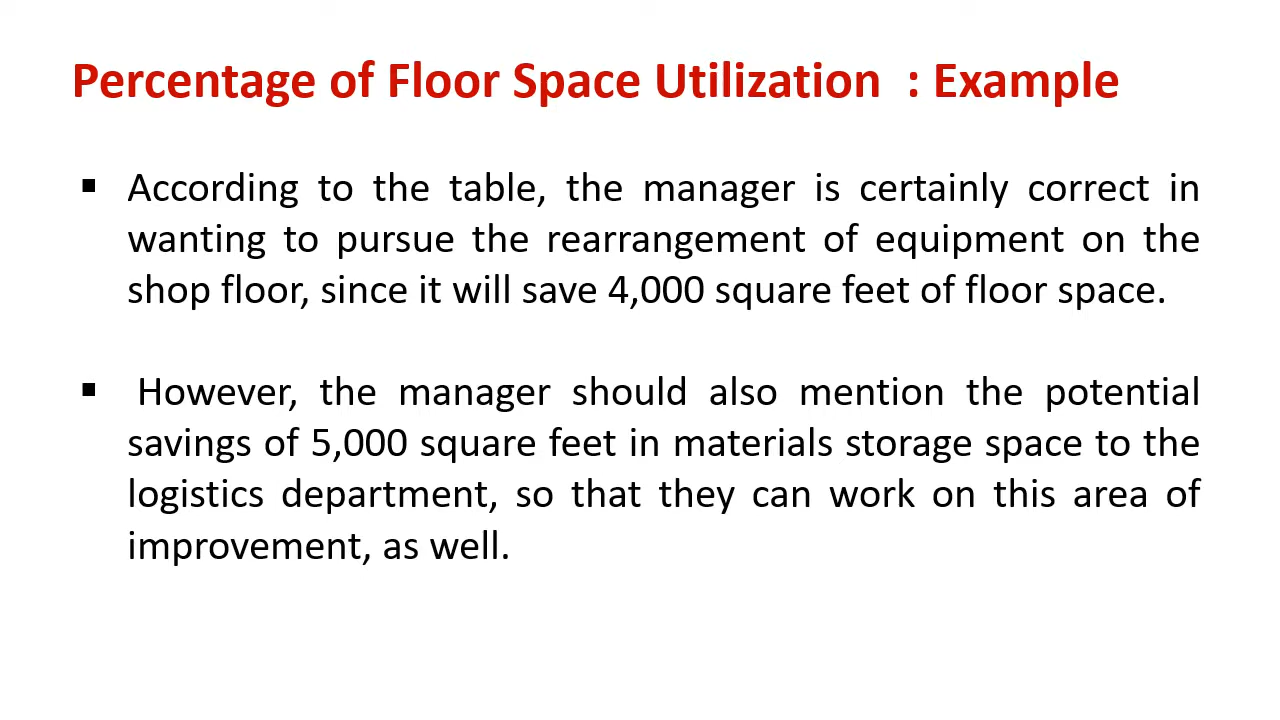 Percentage of Floor Space Utilization : Example
▪ According to the table, the manager is certainly correct in
wanting to pursue the rearrangement of equipment on the
shop floor, since it will save 4,000 square feet of floor space.
▪ However, the manager should also mention the potential
savings of 5,000 square feet in materials storage space to the
logistics department, so that they can work on this area of
improvement, as well.